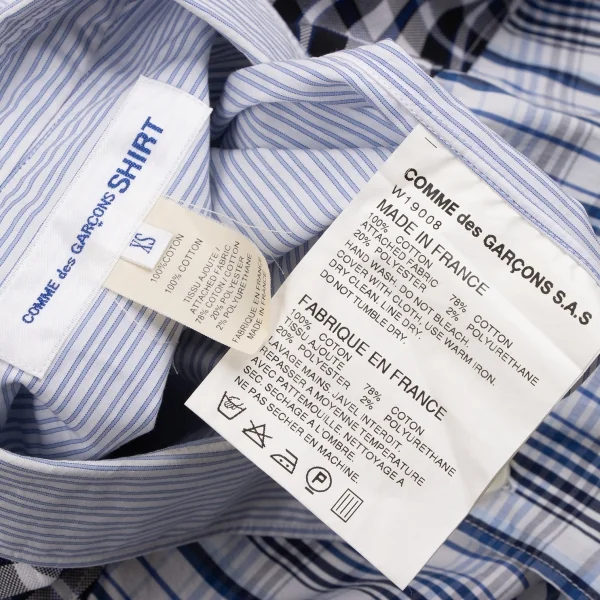 COMME des GARÇONS SHIRT
XS
100%COTON
100% COTTON
TISSU AJOUTE /
ATTACHED FABRIC
78% COTON / COTTON
20% POLYESTER
2% POLYURETHANE
FABRIQUE EN FRANCE
MADE IN FRANCE
COMME des GARÇONS S.A.S
W19008
MADE IN FRANCE
100% COTTON
ATTACHED FABRIC 78% COTTON
20% POLYESTER 2% POLYURETHANE
HAND WASH. DO NOT BLEACH.
COVER WITH CLOTH. USE WARM IRON.
DRY CLEAN. LINE DRY.
DO NOT TUMBLE DRY.
FABRIQUE EN FRANCE
100% COTON
TISSU AJOUTE 78% COTON
20% POLYESTER 2% POLYURETHANE
LAVAGE MAINS. JAVEL INTERDIT.
REPASSER A MOYENNE TEMPERATURE
AVEC PATTEMOUILLE. NETTOYAGE A
SEC. SECHAGE A L'OMBRE.
NE PAS SECHER EN MACHINE.
P